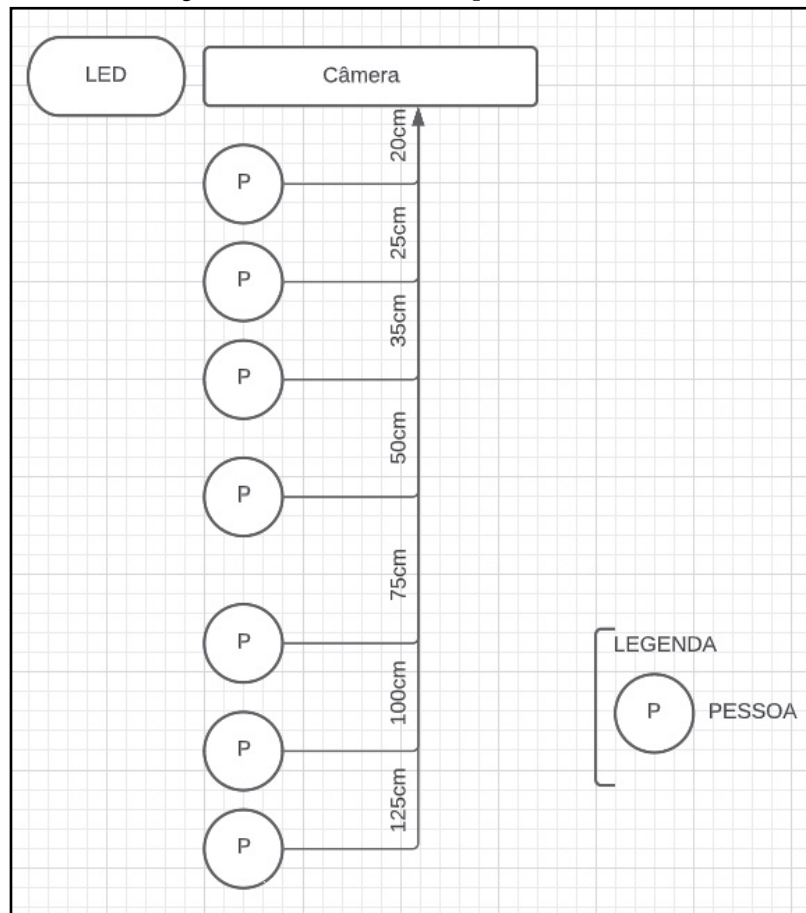 LED
Câmera
20cm
P
25cm
P
35cm
P
50cm
P
75cm
P
100cm
P
125cm
P
LEGENDA
P
PESSOA